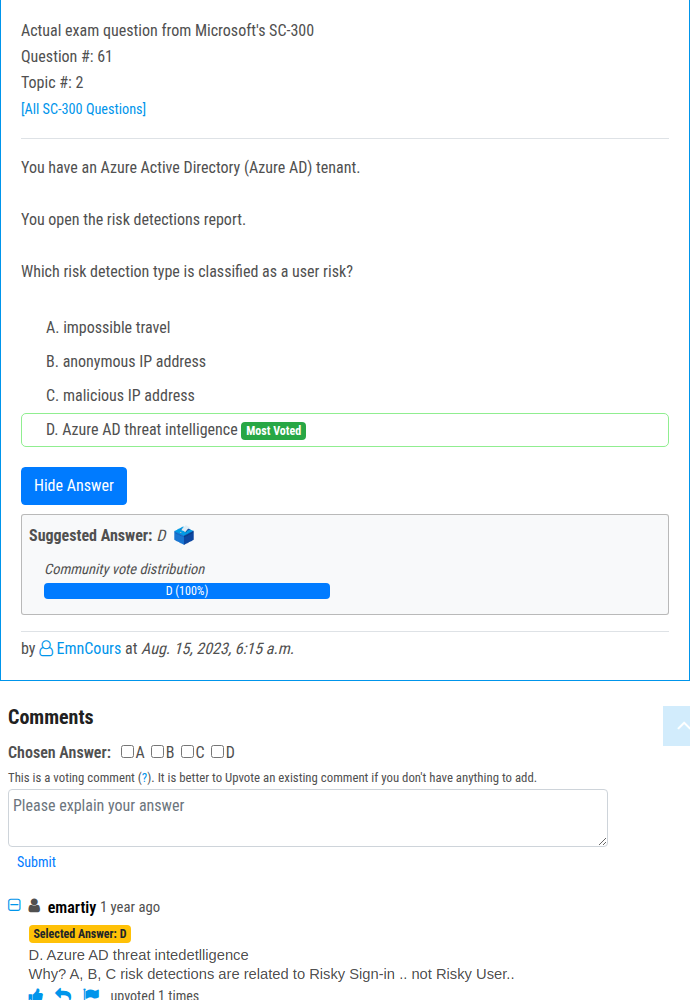 Actual exam question from Microsoft's SC-300
Question #: 61
Topic #: 2
[All SC-300 Questions]
You have an Azure Active Directory (Azure AD) tenant.
You open the risk detections report.
Which risk detection type is classified as a user risk?
A. impossible travel
B. anonymous IP address
C. malicious IP address
D. Azure AD threat intelligence Most Voted
Hide Answer
Suggested Answer: D
Community vote distribution
D (100%)
by EmnCours at Aug. 15, 2023, 6:15 a.m.
Comments
Chosen Answer: A B C D
This is a voting comment (?). It is better to Upvote an existing comment if you don't have anything to add.
Please explain your answer
Submit
emartiy 1 year ago
Selected Answer: D
D. Azure AD threat intedetlligence
Why? A, B, C risk detections are related to Risky Sign-in .. not Risky User..
upvoted 1 times